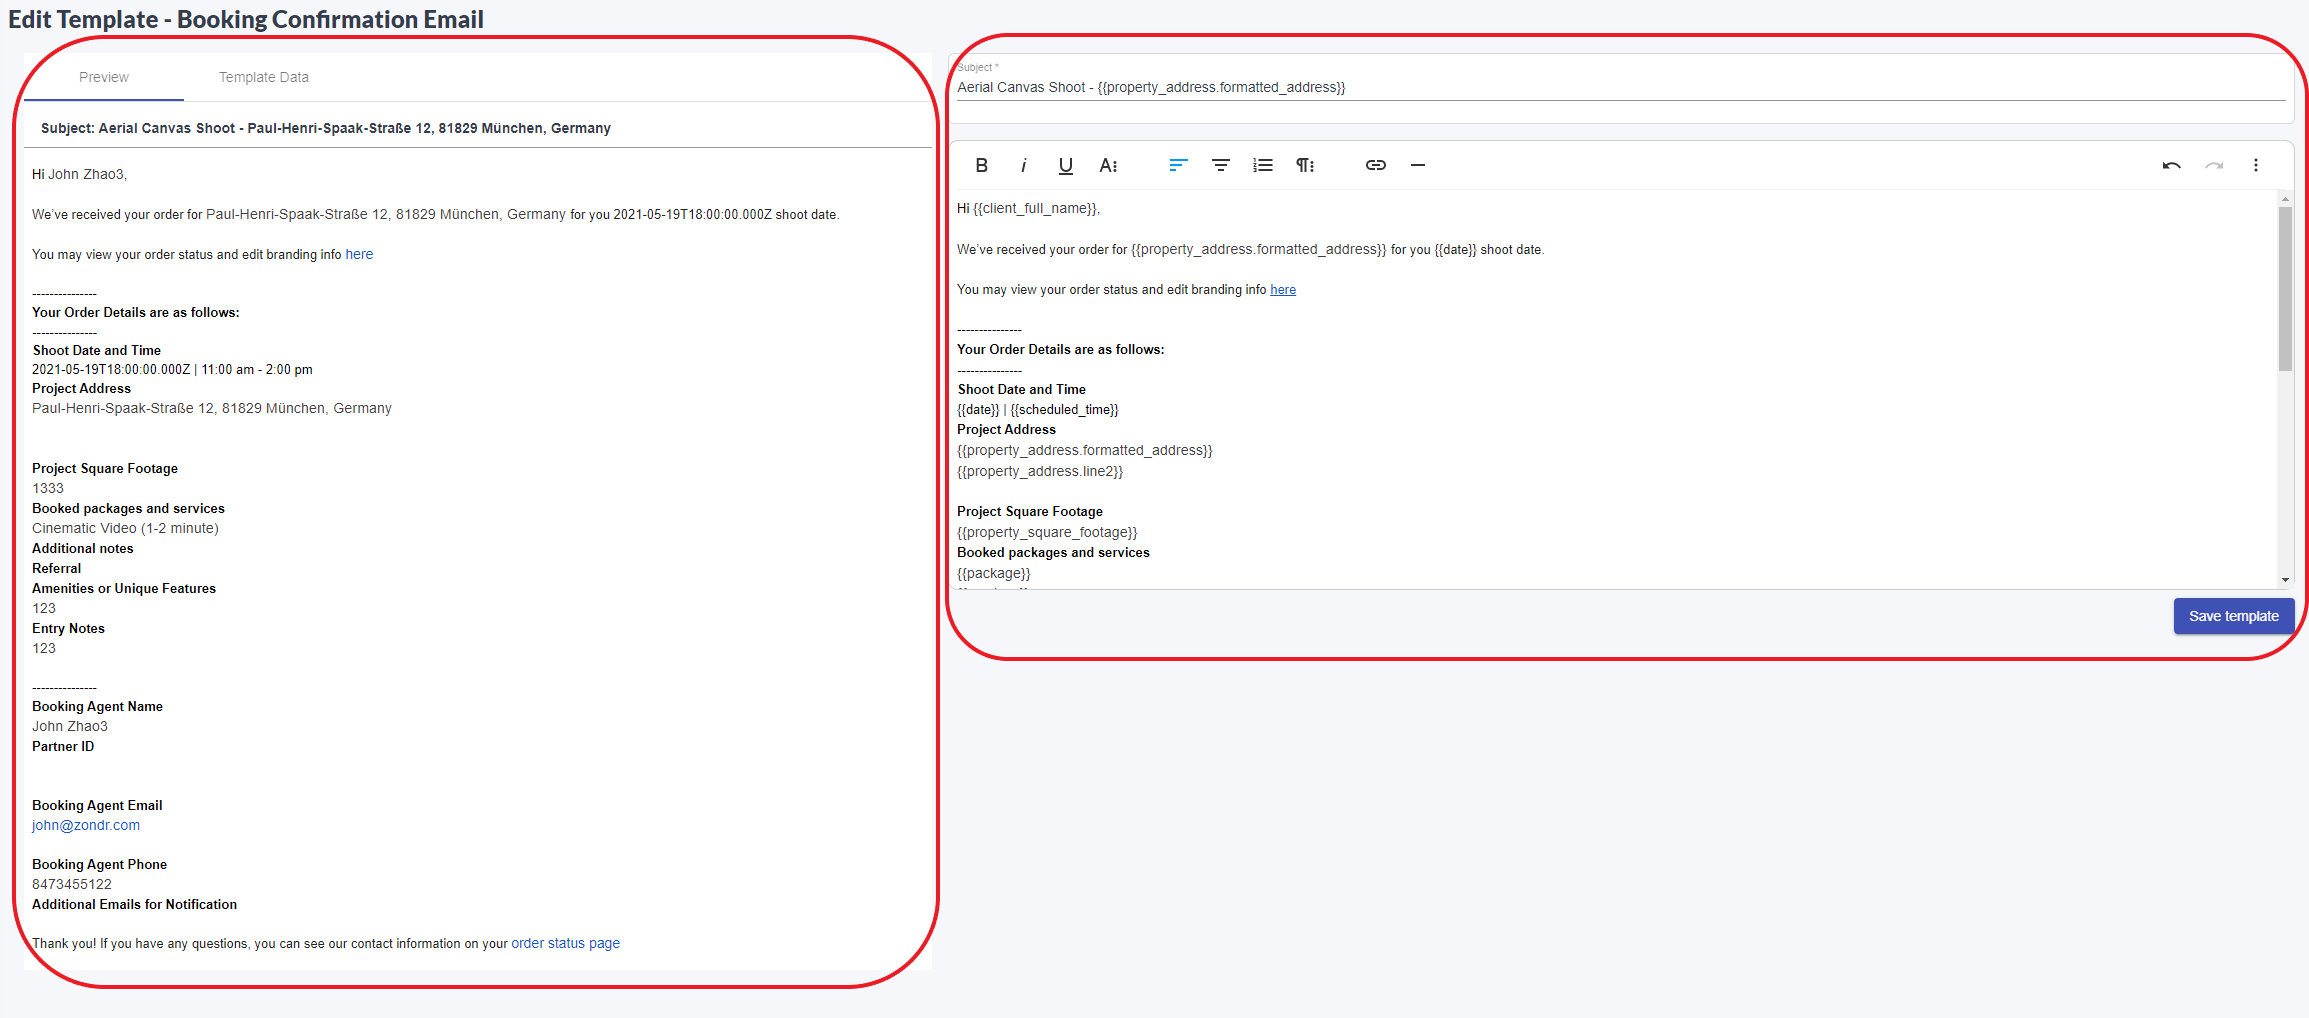 Edit Template - Booking Confirmation Email
Preview
Template Data
Subject: Aerial Canvas Shoot - Paul-Henri-Spaak-Straße 12, 81829 München, Germany
Hi John Zhao3,
We've received your order for Paul-Henri-Spaak-Straße 12, 81829 München, Germany for you 2021-05-19T18:00:00.000Z shoot date.
You may view your order status and edit branding info here
---------------
Your Order Details are as follows:
---------------
Shoot Date and Time
2021-05-19T18:00:00.000Z | 11:00 am - 2:00 pm
Project Address
Paul-Henri-Spaak-Straße 12, 81829 München, Germany
Project Square Footage
1333
Booked packages and services
Cinematic Video (1-2 minute)
Additional notes
Referral
Amenities or Unique Features
123
Entry Notes
123
---------------
Booking Agent Name
John Zhao3
Partner ID
Booking Agent Email
john@zondr.com
Booking Agent Phone
8473455122
Additional Emails for Notification
Thank you! If you have any questions, you can see our contact information on your order status page
Subject *
Aerial Canvas Shoot - {{property_address.formatted_address}}
Hi {{client_full_name}},
We've received your order for {{property_address.formatted_address}} for you {{date}} shoot date.
You may view your order status and edit branding info here
---------------
Your Order Details are as follows:
---------------
Shoot Date and Time
{{date}} | {{scheduled_time}}
Project Address
{{property_address.formatted_address}}
{{property_address.line2}}
Project Square Footage
{{property_square_footage}}
Booked packages and services
{{package}}
Save template